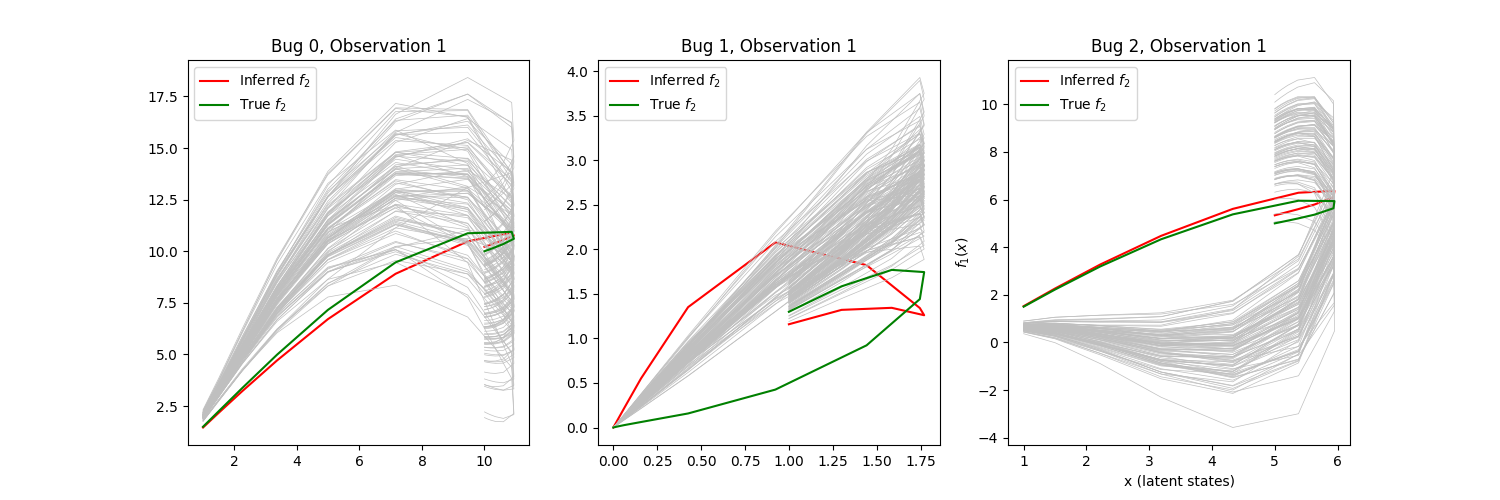 Bug 0, Observation 1
Inferred f₂
True f₂
17.5
15.0
12.5
10.0
7.5
5.0
2.5
2 4 6 8 10
Bug 1, Observation 1
Inferred f₂
True f₂
4.0
3.5
3.0
2.5
2.0
1.5
1.0
0.5
0.0
0.00 0.25 0.50 0.75 1.00 1.25 1.50 1.75
Bug 2, Observation 1
Inferred f₂
True f₂
f₁(x)
10
8
6
4
2
0
−2
−4
1 2 3 4 5 6
x (latent states)